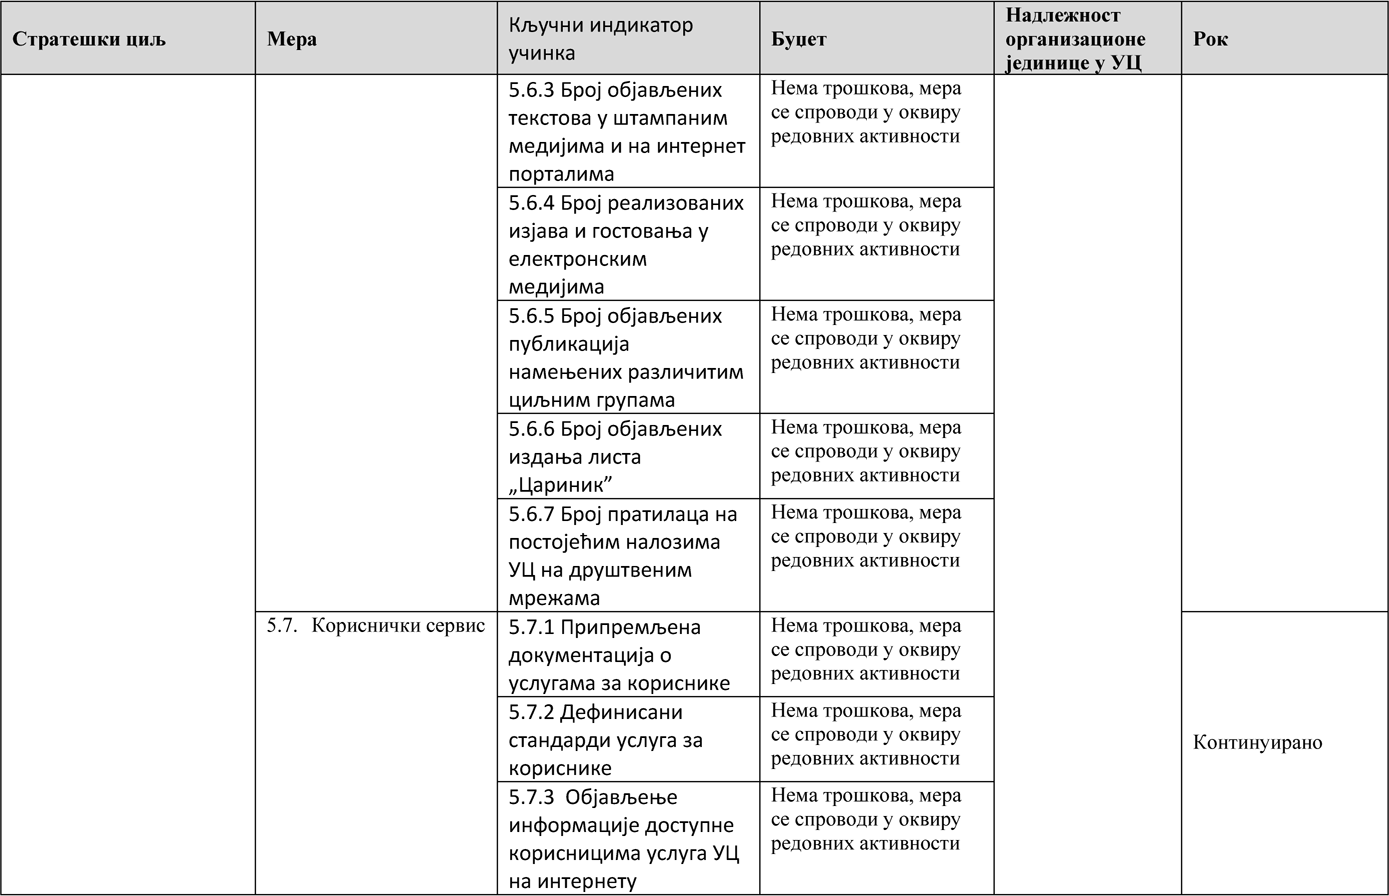 Стратешки циљ
Мера
Кључни индикатор
учинка
Буџет
Надлежност
организационе
јединице у УЦ
Рок
5.6.3 Број објављених
текстова у штампаним
медијима и на интернет
порталима
Нема трошкова, мера
се спроводи у оквиру
редовних активности
5.6.4 Број реализованих
изјава и гостовања у
електронским
медијима
Нема трошкова, мера
се спроводи у оквиру
редовних активности
5.6.5 Број објављених
публикација
намењених различитим
циљним групама
Нема трошкова, мера
се спроводи у оквиру
редовних активности
5.6.6 Број објављених
издања листа
„Цариник”
Нема трошкова, мера
се спроводи у оквиру
редовних активности
5.6.7 Број пратилаца на
постојећим налозима
УЦ на друштвеним
мрежама
Нема трошкова, мера
се спроводи у оквиру
редовних активности
5.7. Кориснички сервис
5.7.1 Припремљена
документација о
услугама за кориснике
Нема трошкова, мера
се спроводи у оквиру
редовних активности
5.7.2 Дефинисани
стандарди услуга за
кориснике
Нема трошкова, мера
се спроводи у оквиру
редовних активности
Континуирано
5.7.3 Објављење
информације доступне
корисницима услуга УЦ
на интернету
Нема трошкова, мера
се спроводи у оквиру
редовних активности